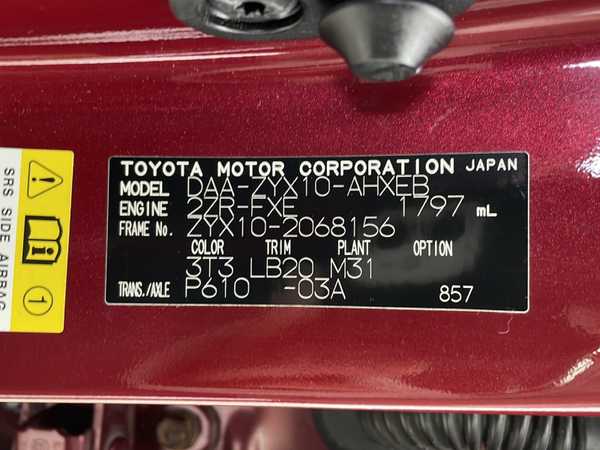 TOYOTA MOTOR CORPORATION JAPAN
MODEL DAA-ZYX10-AHXEB
ENGINE 2ZR-FXE 1797 mL
FRAME No. ZYX10-2068156
COLOR TRIM PLANT OPTION
3T3 LB20 M31
TRANS./AXLE P610 -03A 857
SRS SIDE AIRBAG
1